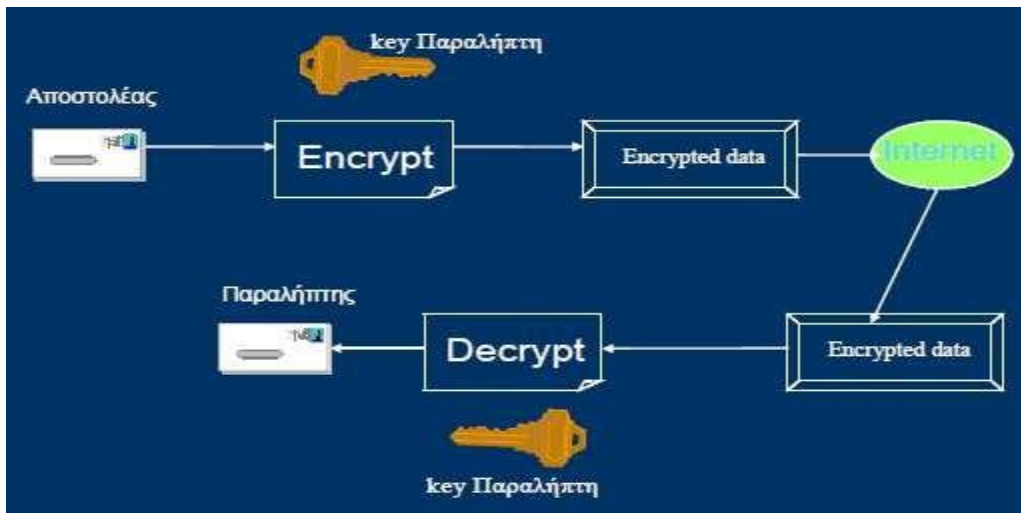 key Παραλήπτη
Αποστολέας
Encrypt
Encrypted data
Internet
Παραλήπτης
Decrypt
Encrypted data
key Παραλήπτη